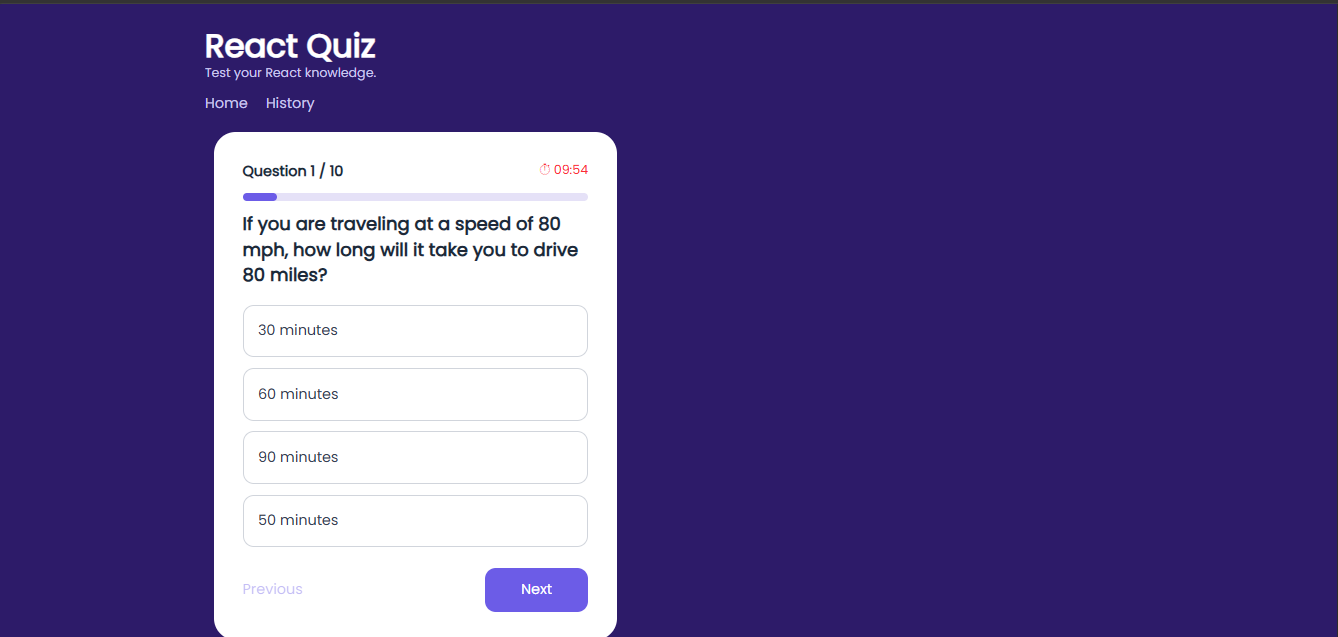 React Quiz
Test your React knowledge.
Home History
Question 1 / 10 ⏱ 09:54
If you are traveling at a speed of 80
mph, how long will it take you to drive
80 miles?
30 minutes
60 minutes
90 minutes
50 minutes
Previous Next